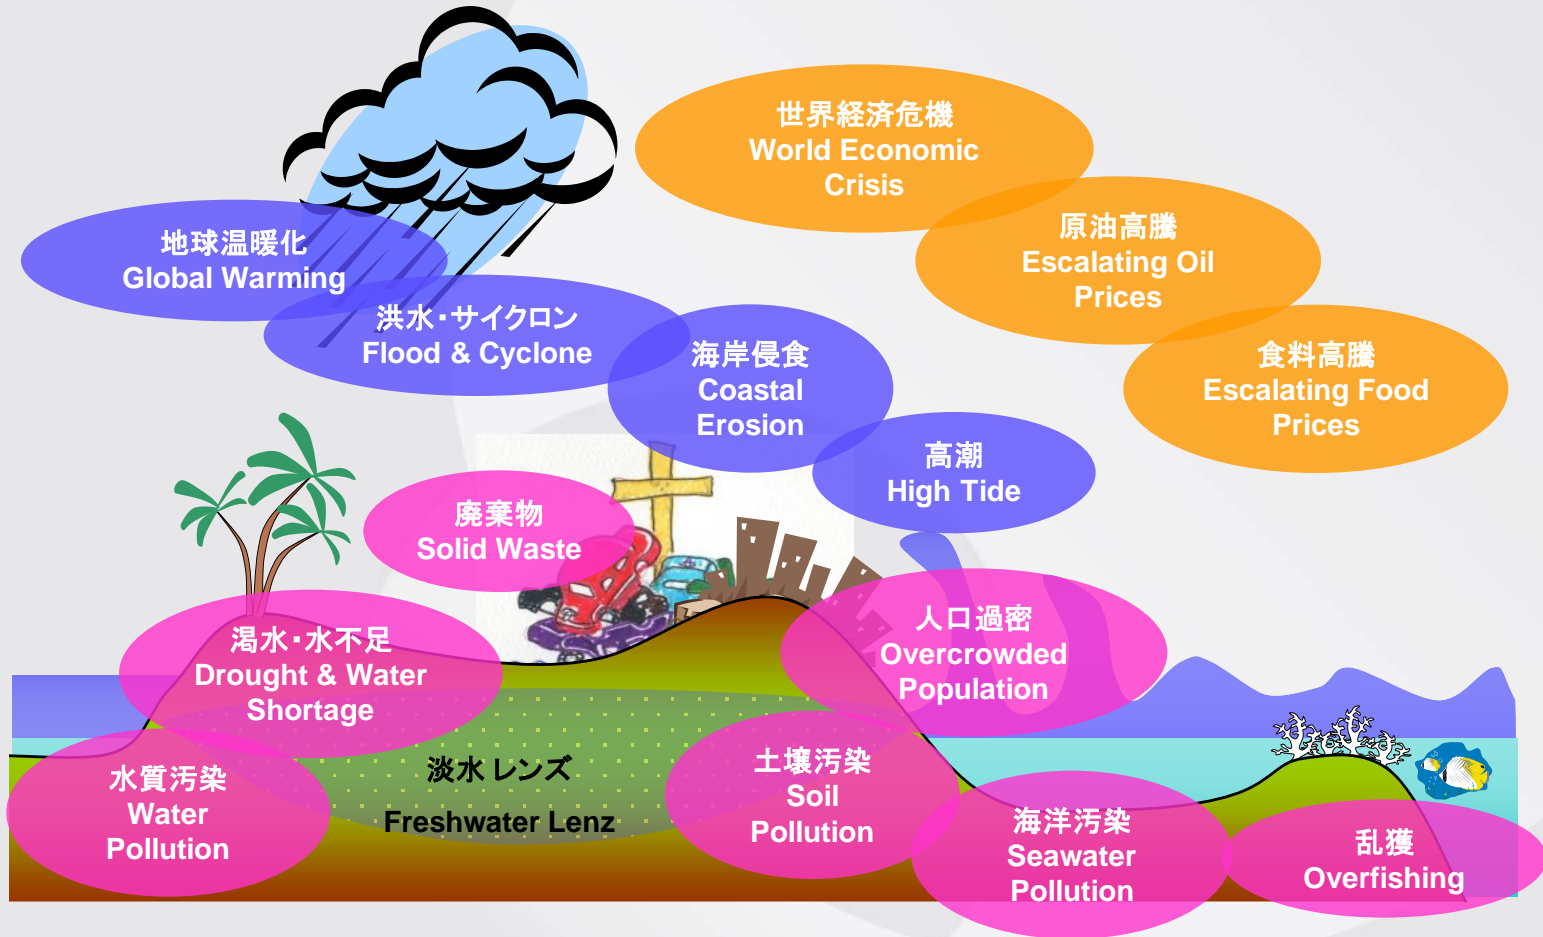 世界経済危機
World Economic
Crisis
原油高騰
Escalating Oil
Prices
食料高騰
Escalating Food
Prices
地球温暖化
Global Warming
洪水・サイクロン
Flood & Cyclone
海岸侵食
Coastal
Erosion
高潮
High Tide
廃棄物
Solid Waste
渇水・水不足
Drought & Water
Shortage
人口過密
Overcrowded
Population
水質汚染
Water
Pollution
淡水レンズ
Freshwater Lenz
土壌汚染
Soil
Pollution
海洋汚染
Seawater
Pollution
乱獲
Overfishing